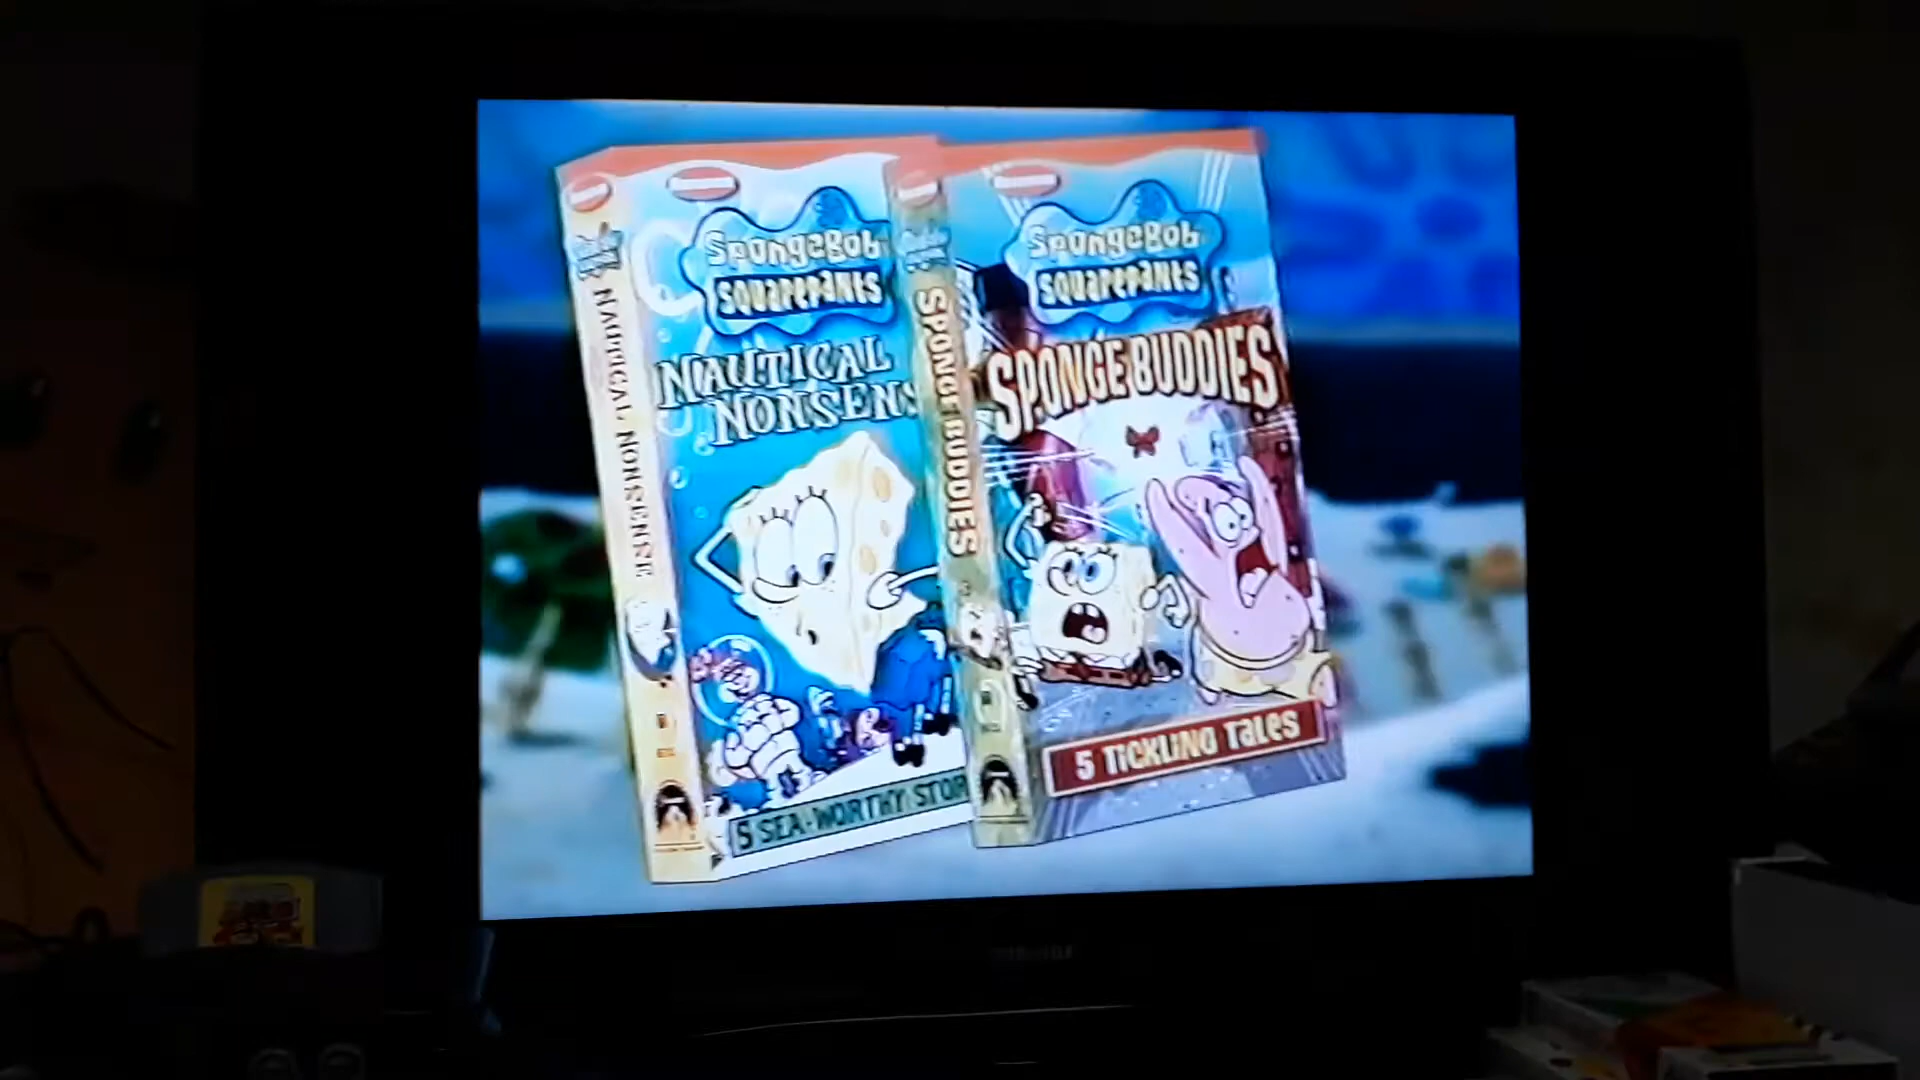 SpongeBob
SquarePants
NAUTICAL
NONSENS
5 SEA-WORTHY STOR
NAUTICAL NONSENSE
SpongeBob
SquarePants
SPONGE BUDDIES
5 TICKLING TALES
SPONGE BUDDIES